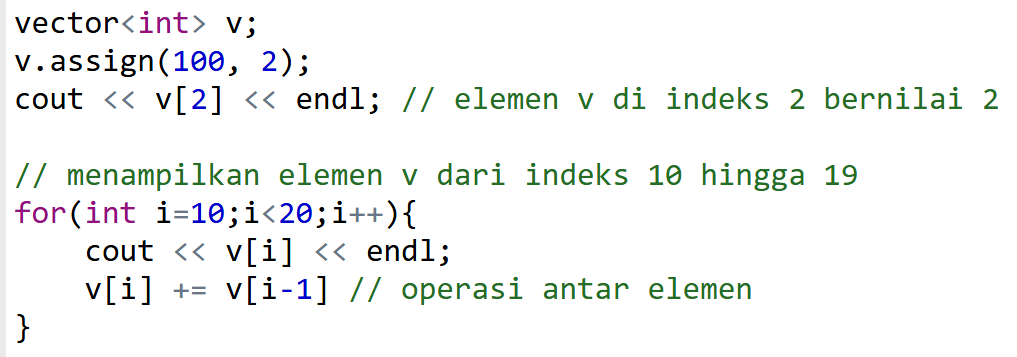 vector<int> v;
v.assign(100, 2);
cout << v[2] << endl; // elemen v di indeks 2 bernilai 2
// menampilkan elemen v dari indeks 10 hingga 19
for(int i=10;i<20;i++){
    cout << v[i] << endl;
    v[i] += v[i-1] // operasi antar elemen
}